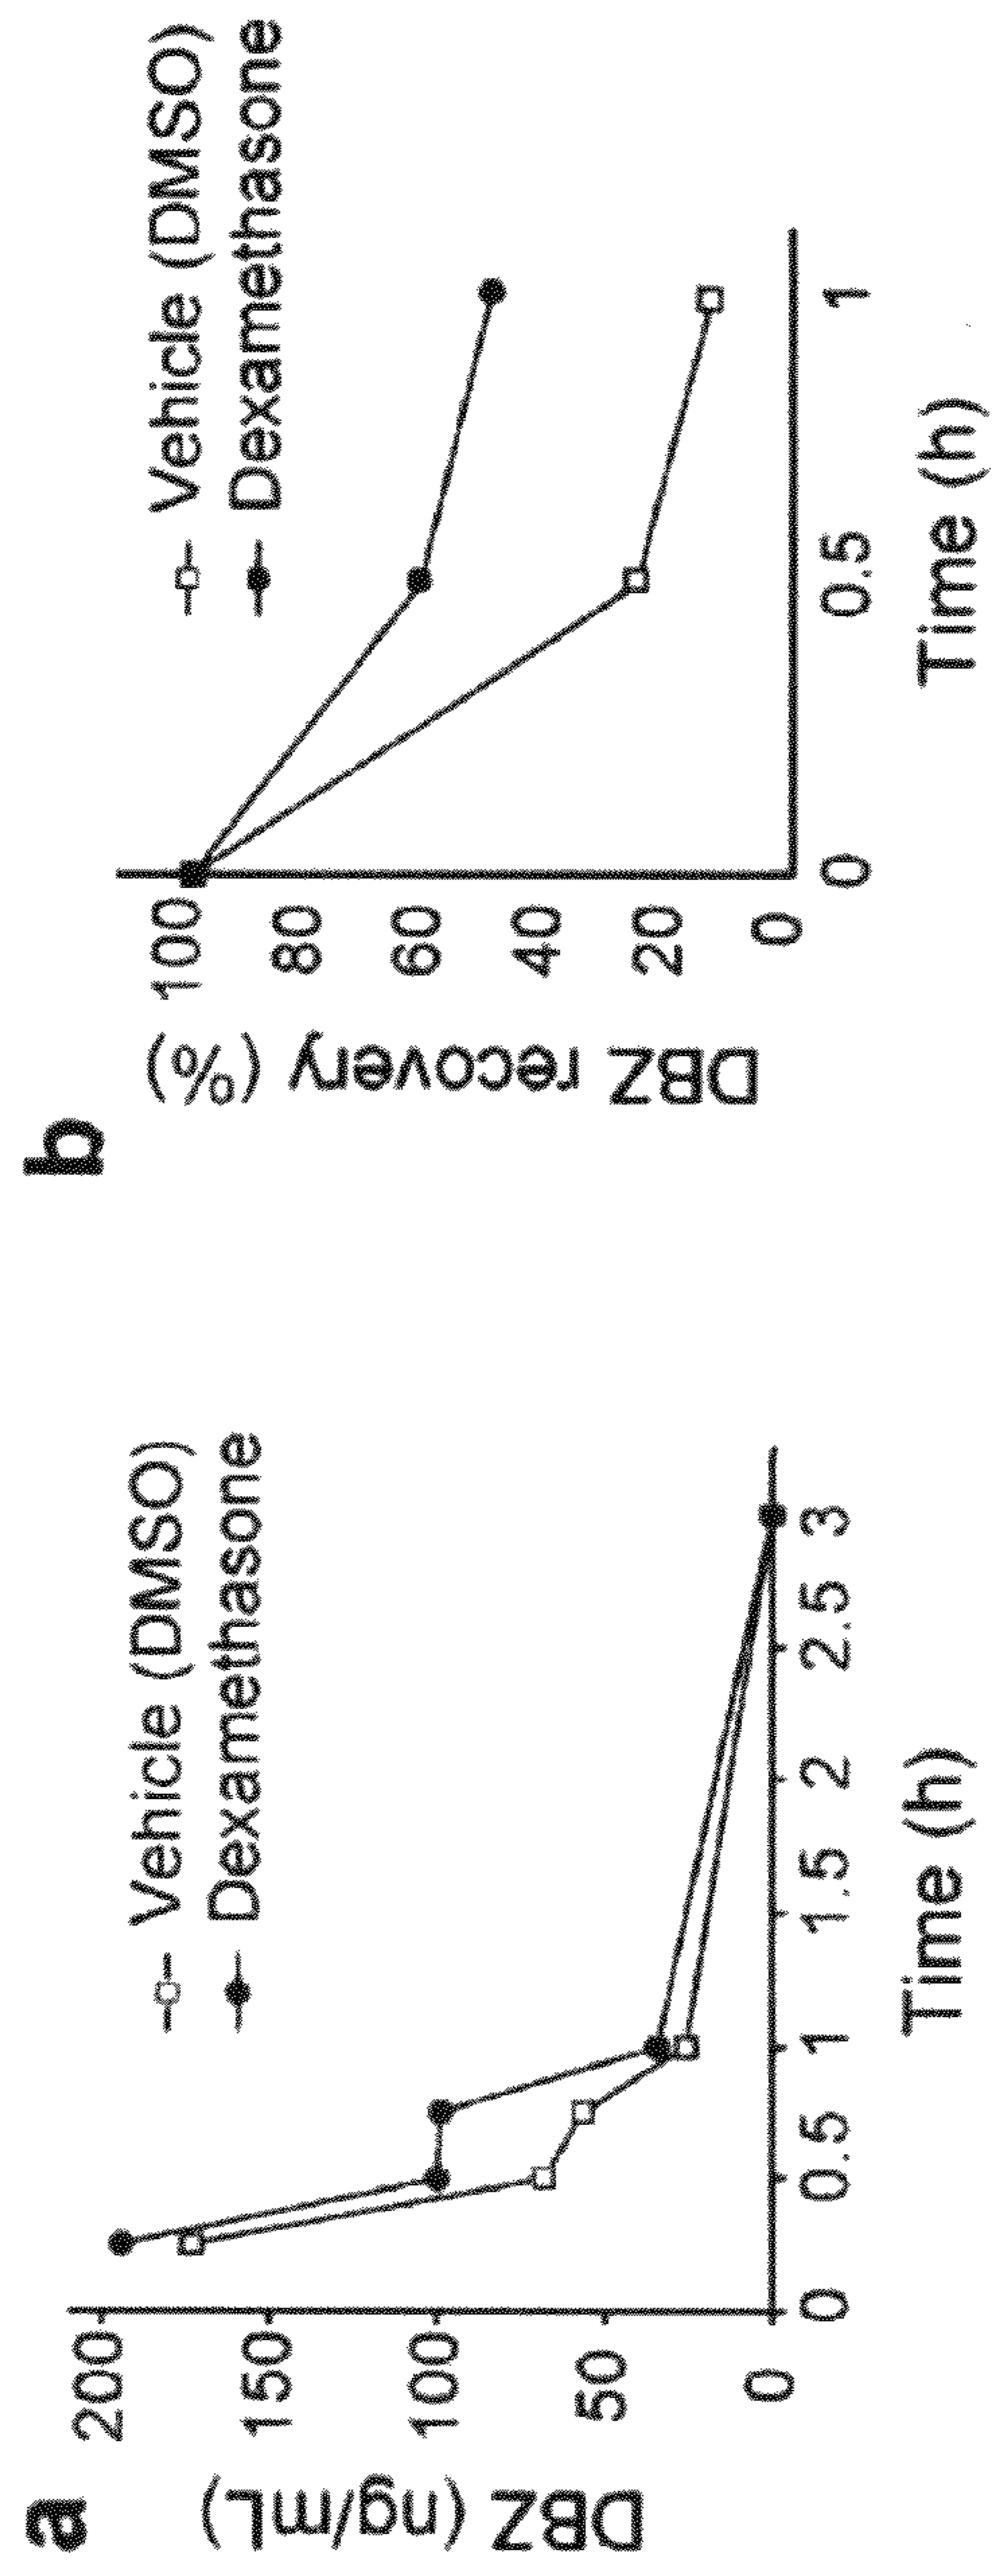 a
DBZ (ng/mL)
200
150
100
50
0
0 0.5 1 1.5 2 2.5 3
Time (h)
Vehicle (DMSO)
Dexamethasone
b
DBZ recovery (%)
100
80
60
40
20
0
0 0.5 1
Time (h)
Vehicle (DMSO)
Dexamethasone